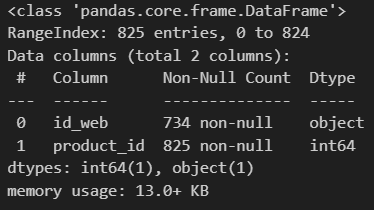 <class 'pandas.core.frame.DataFrame'>
RangeIndex: 825 entries, 0 to 824
Data columns (total 2 columns):
 #   Column      Non-Null Count  Dtype
---  ------      --------------  -----
 0   id_web      734 non-null    object
 1   product_id  825 non-null    int64
dtypes: int64(1), object(1)
memory usage: 13.0+ KB